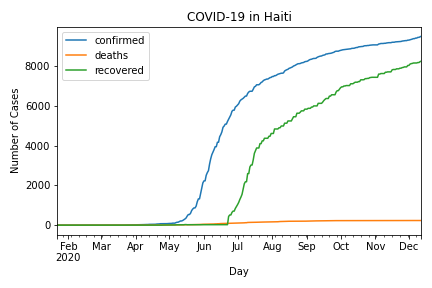 COVID-19 in Haiti
confirmed
deaths
recovered
Number of Cases
8000
6000
4000
2000
0
Feb Mar Apr May Jun Jul Aug Sep Oct Nov Dec
2020
Day